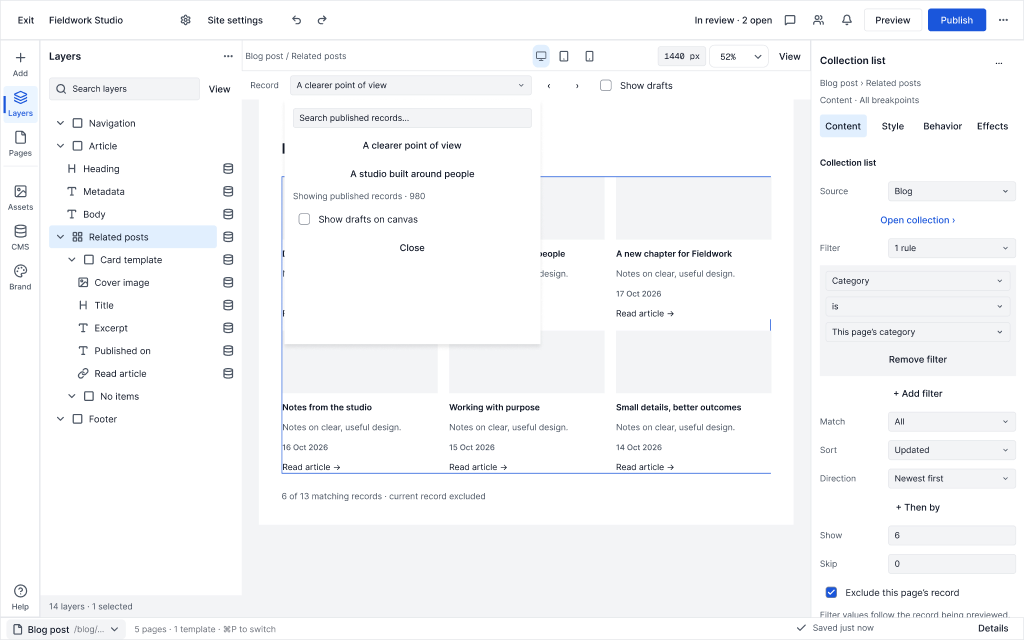 Exit
Fieldwork Studio
Site settings
In review · 2 open
Preview
Publish
Add
Layers
Pages
Assets
CMS
Brand
Help
Layers
Search layers
View
Navigation
Article
Heading
Metadata
Body
Related posts
Card template
Cover image
Title
Excerpt
Published on
Read article
No items
Footer
14 layers · 1 selected
Blog post / Related posts
1440 px
52%
View
Record
A clearer point of view
Show drafts
Search published records...
A clearer point of view
A studio built around people
Showing published records · 980
Show drafts on canvas
Close
people
design.
A new chapter for Fieldwork
Notes on clear, useful design.
17 Oct 2026
Read article →
Notes from the studio
Notes on clear, useful design.
16 Oct 2026
Read article →
Working with purpose
Notes on clear, useful design.
15 Oct 2026
Read article →
Small details, better outcomes
Notes on clear, useful design.
14 Oct 2026
Read article →
6 of 13 matching records · current record excluded
Collection list
Blog post › Related posts
Content · All breakpoints
Content
Style
Behavior
Effects
Collection list
Source
Blog
Open collection ›
Filter
1 rule
Category
is
This page's category
Remove filter
+ Add filter
Match
All
Sort
Updated
Direction
Newest first
+ Then by
Show
6
Skip
0
Exclude this page's record
Filter values follow the record being previewed.
Blog post /blog/...
5 pages · 1 template · ⌘P to switch
Saved just now
Details